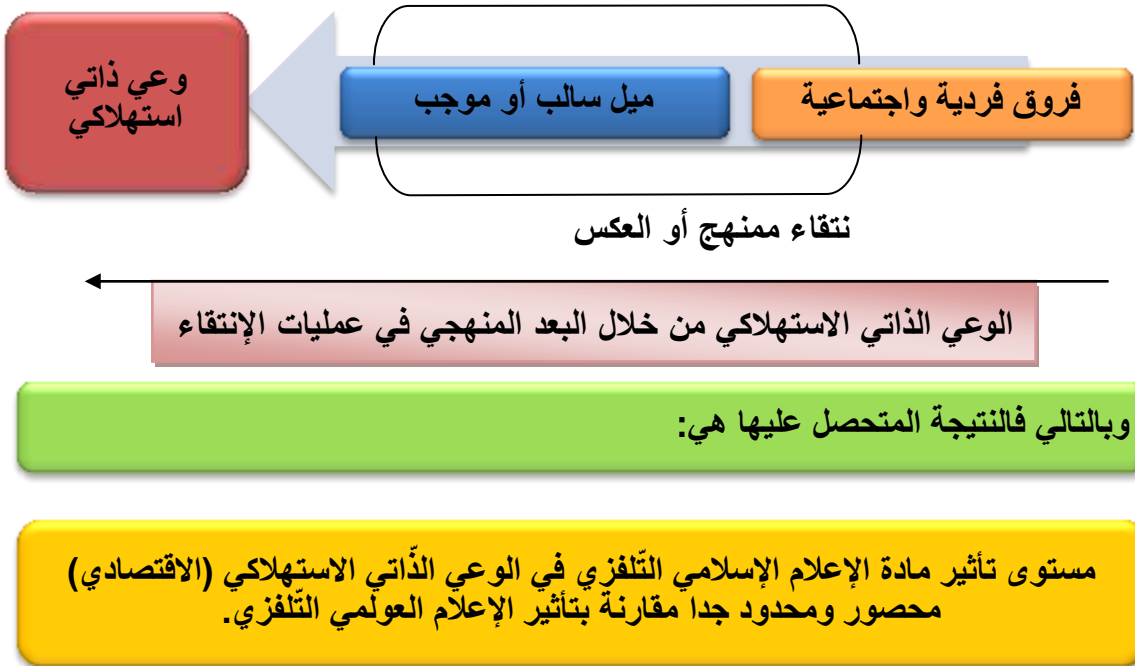 فروق فردية واجتماعية
ميل سالب أو موجب
وعي ذاتي
استهلاكي
نتقاء ممنهج أو العكس
الوعي الذاتي الاستهلاكي من خلال البعد المنهجي في عمليات الإنتقاء
وبالتالي فالنتيجة المتحصل عليها هي:
مستوى تأثير مادة الإعلام الإسلامي التّلفزي في الوعي الذّاتي الاستهلاكي (الاقتصادي)
محصور ومحدود جدا مقارنة بتأثير الإعلام العولمي التّلفزي.